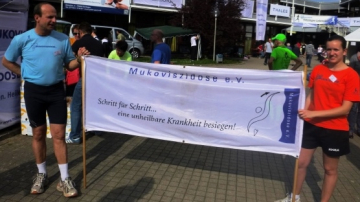 Mukoviszidose e.V.
Schritt für Schritt...
eine unheilbare Krankheit besiegen!